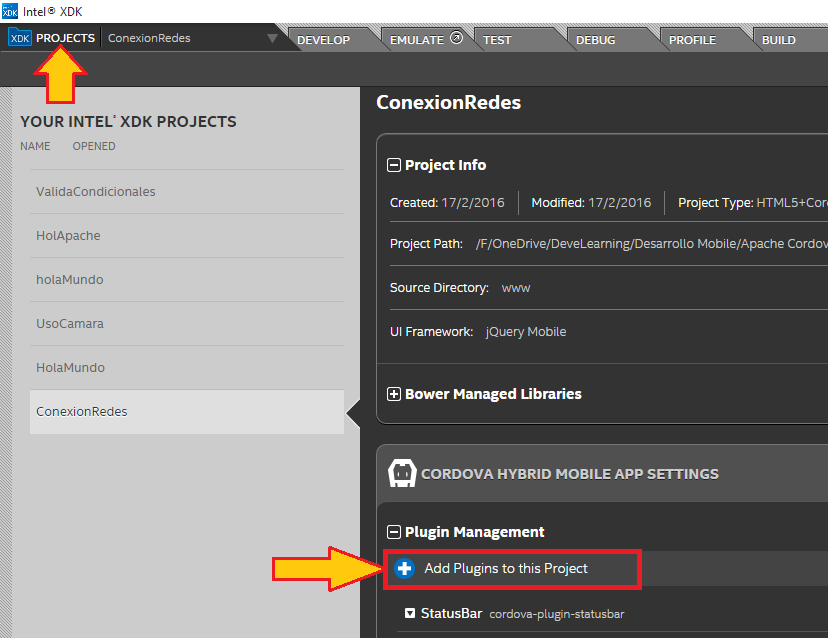 Intel® XDK
XDK PROJECTS ConexionRedes DEVELOP EMULATE TEST DEBUG PROFILE BUILD
YOUR INTEL® XDK PROJECTS
NAME OPENED
ValidaCondicionales
HolApache
holaMundo
UsoCamara
HolaMundo
ConexionRedes
ConexionRedes
Project Info
Created: 17/2/2016 Modified: 17/2/2016 Project Type: HTML5+Cor
Project Path: /F/OneDrive/DeveLearning/Desarrollo Mobile/Apache Cordov
Source Directory: www
UI Framework: jQuery Mobile
Bower Managed Libraries
CORDOVA HYBRID MOBILE APP SETTINGS
Plugin Management
Add Plugins to this Project
StatusBar cordova-plugin-statusbar